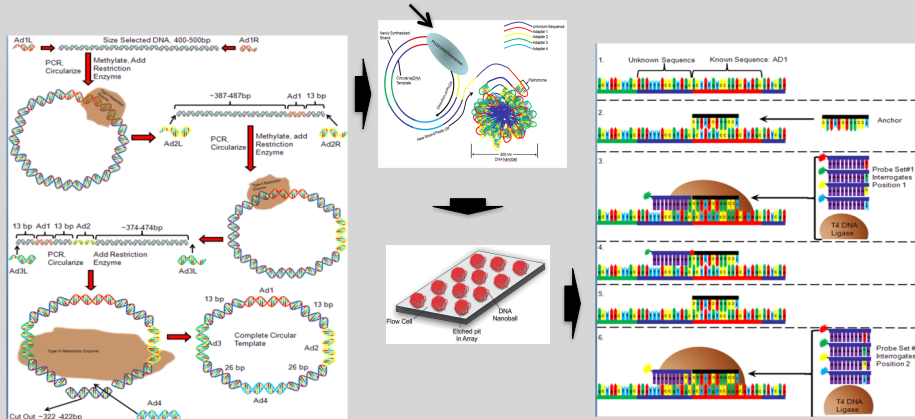 Ad1L
Size Selected DNA, 400-500bp
Ad1R
PCR,
Circularize
Methylate, Add
Restriction
Enzyme
~387-487bp
Ad1
13 bp
Ad2L
PCR,
Circularize
Methylate, add
Restriction
Enzyme
Ad2R
13 bp
Ad1
13 bp
Ad2
~374-474bp
Ad3L
PCR,
Circularize
Add Restriction
Enzyme
Ad3L
Type III Restriction Enzyme
Ad4
Cut Out ~322 -422bp
Ad1
13 bp
13 bp
Complete Circular
Template
Ad3
Ad2
26 bp
26 bp
Ad4
Newly Synthesized
Strand
Circular ssDNA
Template
Unknown Sequence
Adapter 1
Adapter 2
Adapter 3
Adapter 4
Palindrome
DNA Nanoball
Flow Cell
Etched pit
in Array
DNA
Nanoball
1.
Unknown Sequence
Known Sequence: AD1
2.
Anchor
3.
Probe Set#1
Interrogates
Position 1
T4 DNA
Ligase
4.
5.
6.
Probe Set #
Interrogates
Position 2
T4 DNA
Ligase